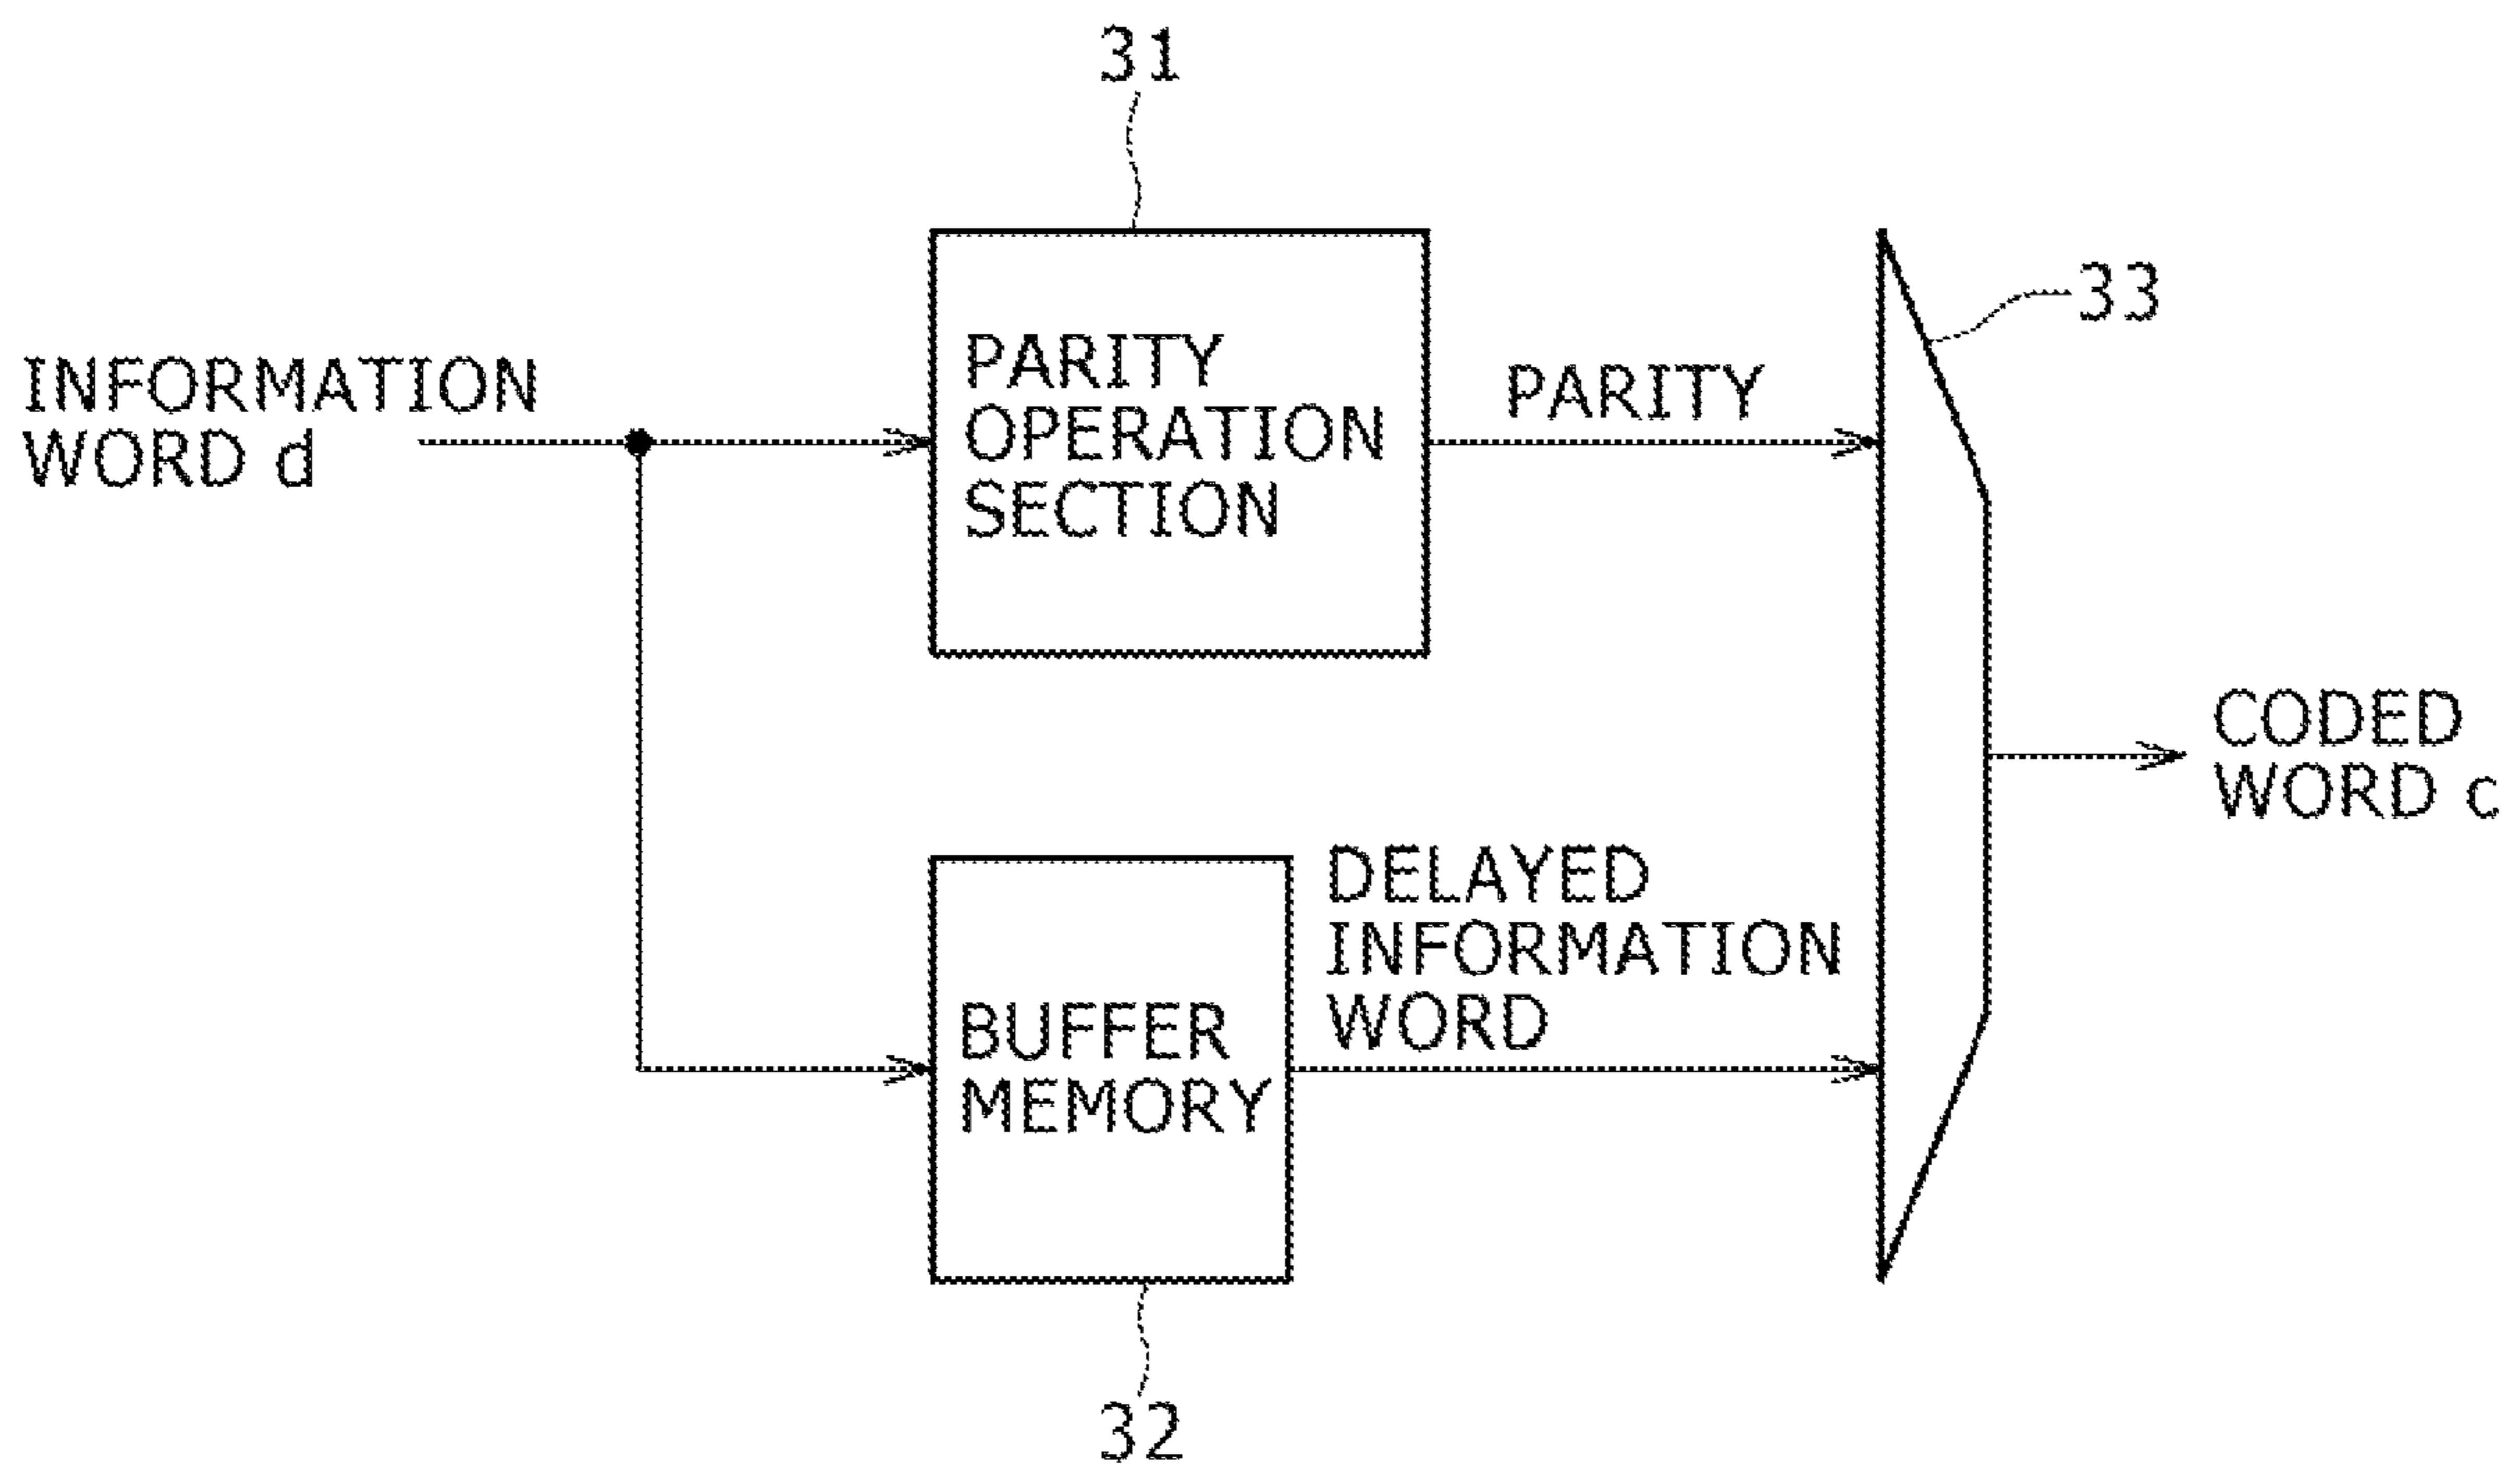 31
33
INFORMATION
WORD d
PARITY
OPERATION
SECTION
PARITY
CODED
WORD c
DELAYED
INFORMATION
WORD
BUFFER
MEMORY
32